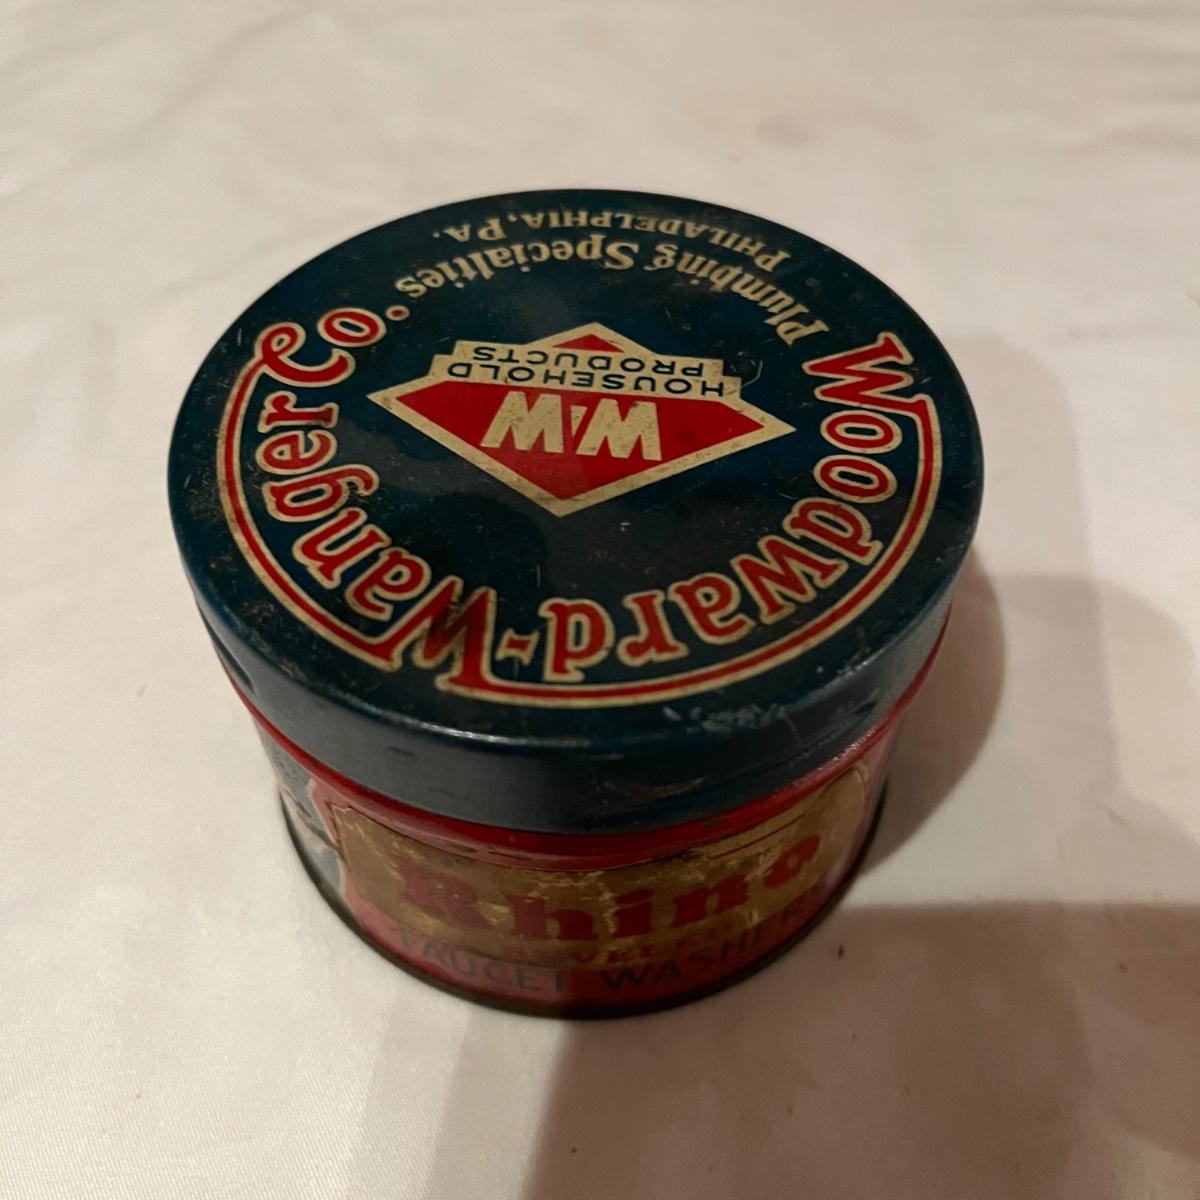 Woodward-Wanger Co.
Plumbing Specialties
PHILADELPHIA, PA.
W.W
HOUSEHOLD
PRODUCTS
Rhino
FAUCET WASHER